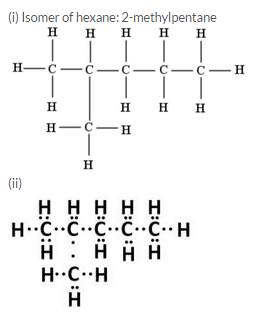 (i) Isomer of hexane: 2-methylpentane
H H H H H
H—C—C—C—C—C—H
H H H H
H—C—H
H
(ii)
H H H H H
H··C··C··C··C··C··H
H · H H H
H··C··H
H